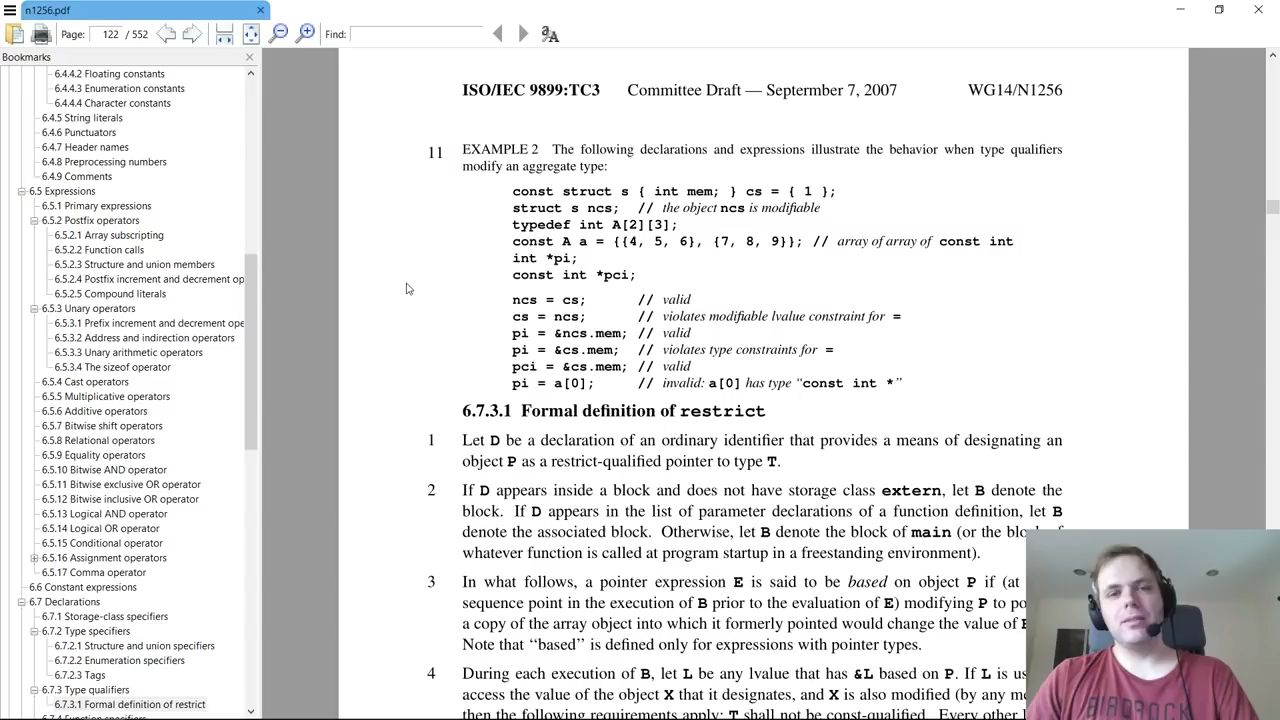 n1256.pdf
Page: 122 / 552 Find:
Bookmarks
6.4.4.2 Floating constants
6.4.4.3 Enumeration constants
6.4.4.4 Character constants
6.4.5 String literals
6.4.6 Punctuators
6.4.7 Header names
6.4.8 Preprocessing numbers
6.4.9 Comments
6.5 Expressions
6.5.1 Primary expressions
6.5.2 Postfix operators
6.5.2.1 Array subscripting
6.5.2.2 Function calls
6.5.2.3 Structure and union members
6.5.2.4 Postfix increment and decrement op
6.5.2.5 Compound literals
6.5.3 Unary operators
6.5.3.1 Prefix increment and decrement ope
6.5.3.2 Address and indirection operators
6.5.3.3 Unary arithmetic operators
6.5.3.4 The sizeof operator
6.5.4 Cast operators
6.5.5 Multiplicative operators
6.5.6 Additive operators
6.5.7 Bitwise shift operators
6.5.8 Relational operators
6.5.9 Equality operators
6.5.10 Bitwise AND operator
6.5.11 Bitwise exclusive OR operator
6.5.12 Bitwise inclusive OR operator
6.5.13 Logical AND operator
6.5.14 Logical OR operator
6.5.15 Conditional operator
6.5.16 Assignment operators
6.5.17 Comma operator
6.6 Constant expressions
6.7 Declarations
6.7.1 Storage-class specifiers
6.7.2 Type specifiers
6.7.2.1 Structure and union specifiers
6.7.2.2 Enumeration specifiers
6.7.2.3 Tags
6.7.3 Type qualifiers
6.7.3.1 Formal definition of restrict
6.7.4 Function specifiers
ISO/IEC 9899:TC3 Committee Draft — Septermber 7, 2007 WG14/N1256
11 EXAMPLE 2 The following declarations and expressions illustrate the behavior when type qualifiers
modify an aggregate type:
const struct s { int mem; } cs = { 1 };
struct s ncs; // the object ncs is modifiable
typedef int A[2][3];
const A a = {{4, 5, 6}, {7, 8, 9}}; // array of array of const int
int *pi;
const int *pci;
ncs = cs; // valid
cs = ncs; // violates modifiable lvalue constraint for =
pi = &ncs.mem; // valid
pi = &cs.mem; // violates type constraints for =
pci = &cs.mem; // valid
pi = a[0]; // invalid: a[0] has type “const int *”
6.7.3.1 Formal definition of restrict
1 Let D be a declaration of an ordinary identifier that provides a means of designating an
object P as a restrict-qualified pointer to type T.
2 If D appears inside a block and does not have storage class extern, let B denote the
block. If D appears in the list of parameter declarations of a function definition, let B
denote the associated block. Otherwise, let B denote the block of main (or the block of
whatever function is called at program startup in a freestanding environment).
3 In what follows, a pointer expression E is said to be based on object P if (at
sequence point in the execution of B prior to the evaluation of E) modifying P to po
a copy of the array object into which it formerly pointed would change the value of E
Note that ‘‘based’’ is defined only for expressions with pointer types.
4 During each execution of B, let L be any lvalue that has &L based on P. If L is us
access the value of the object X that it designates, and X is also modified (by any me
then the following requirements apply: T shall not be const-qualified. Every other l